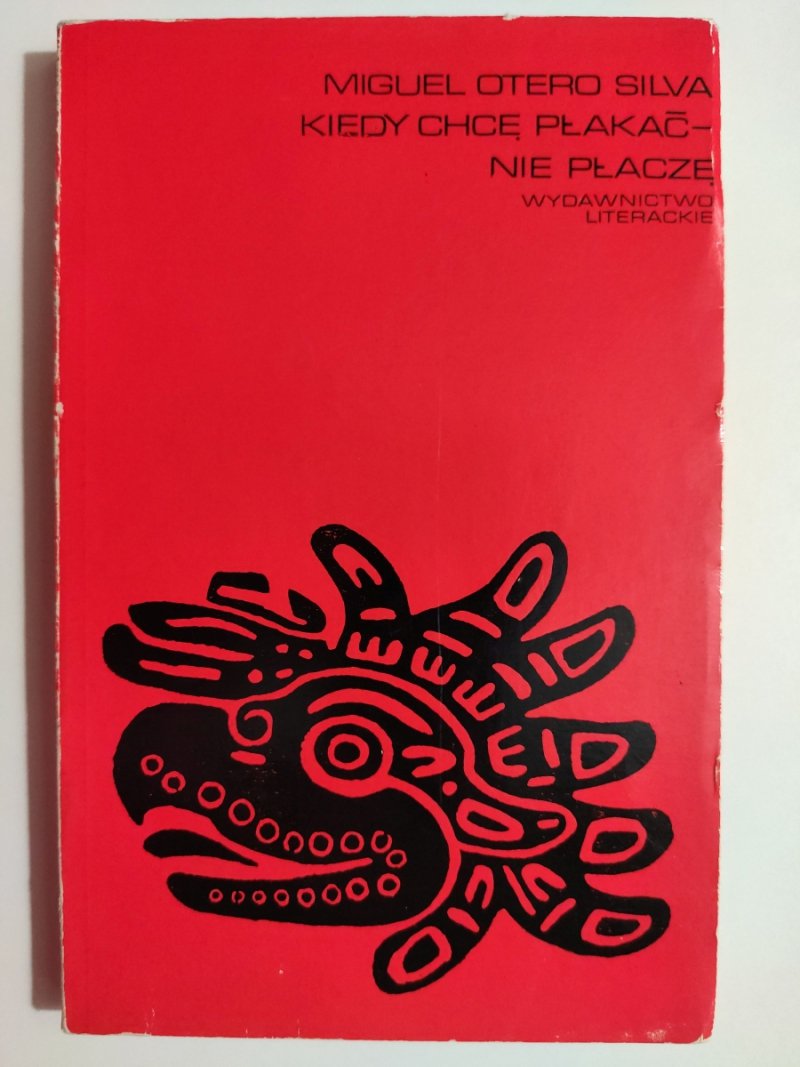 MIGUEL OTERO SILVA
KIEDY CHCĘ PŁAKAĆ–
NIE PŁACZĘ
WYDAWNICTWO
LITERACKIE